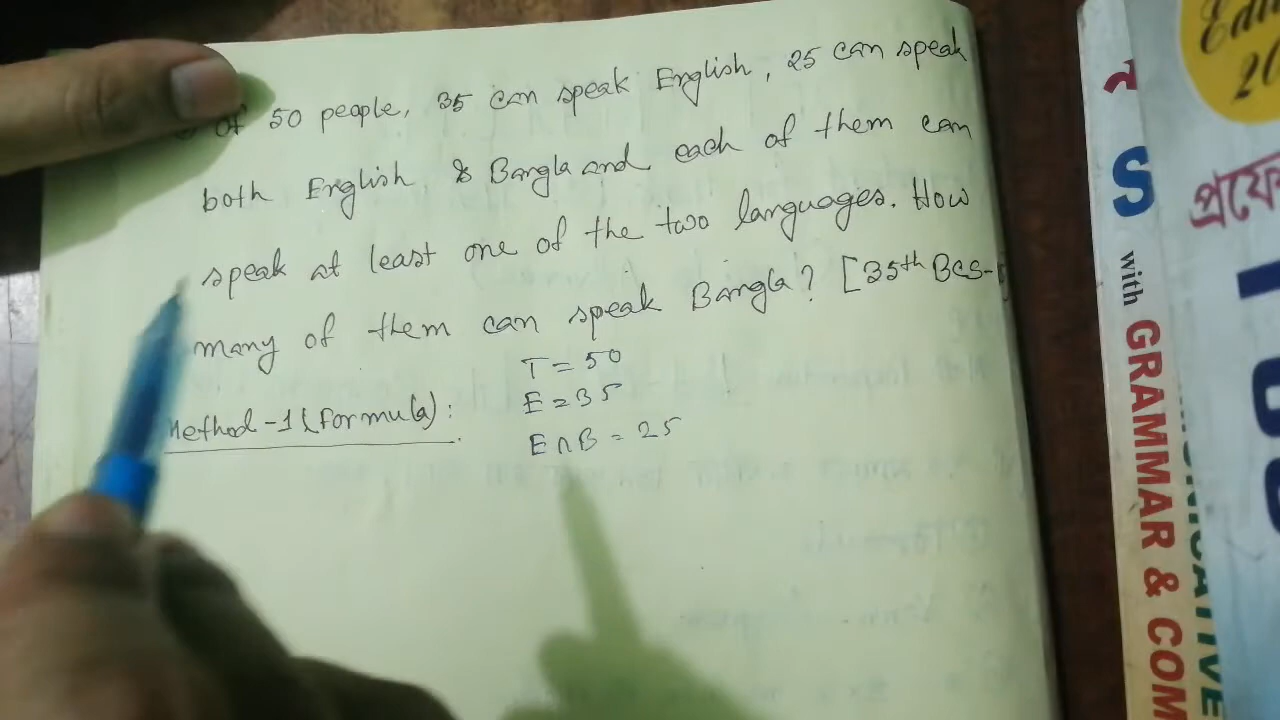 of 50 people, 35 can speak English, 25 can speak
both English & Bangla and each of them can
speak at least one of the two languages. How
many of them can speak Bangla? [35th BCS-
T = 50
E = 35
Method-1 (Formula):
E ∩ B = 25
S
with GRAMMAR & COM